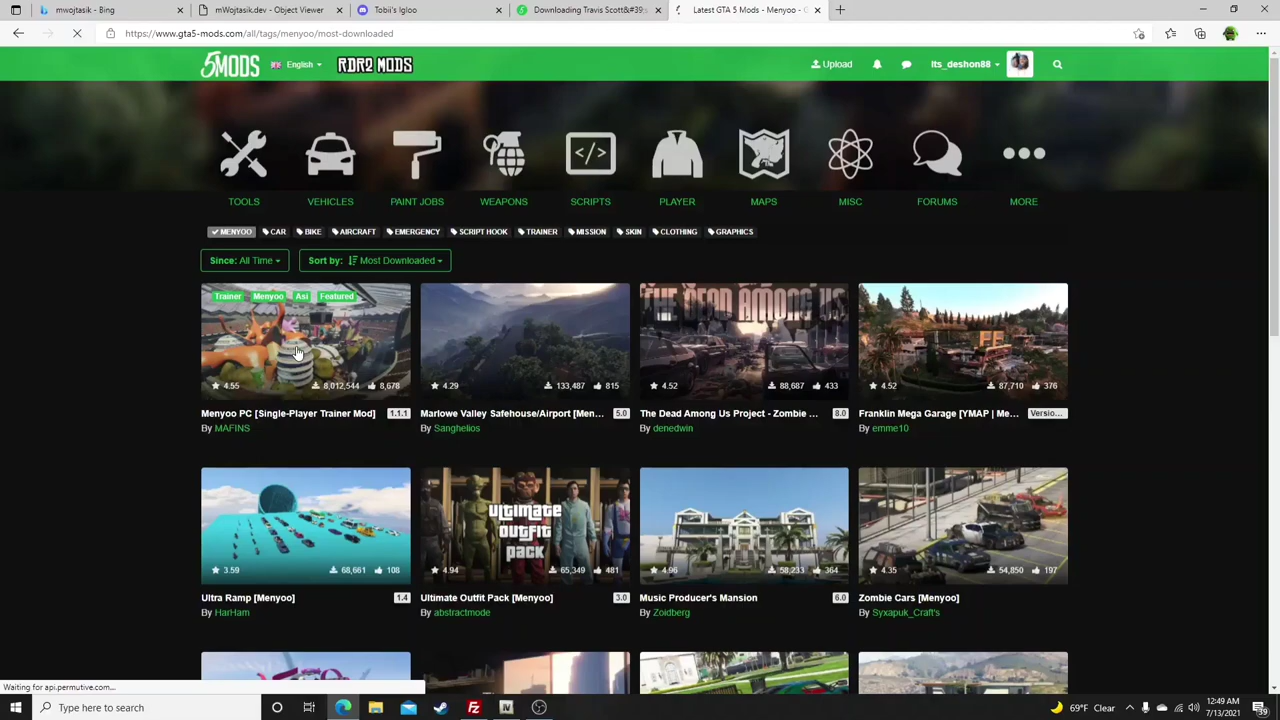 mwojtasik - Bing
mWojtasik.dev - Object Viewer
Tobii's Igloo
Downloading Travis Scott&#39;s
Latest GTA 5 Mods - Menyoo - GT
https://www.gta5-mods.com/all/tags/menyoo/most-downloaded
5MODS
English
RDR2 MODS
Upload
Its_deshon88
TOOLS
VEHICLES
PAINT JOBS
WEAPONS
SCRIPTS
PLAYER
MAPS
MISC
FORUMS
MORE
MENYOO
CAR
BIKE
AIRCRAFT
EMERGENCY
SCRIPT HOOK
TRAINER
MISSION
SKIN
CLOTHING
GRAPHICS
Since: All Time
Sort by: Most Downloaded
Trainer Menyoo Asi Featured
THE DEAD AMONG US
4.55 8,012,544 8,678
4.29 133,487 815
4.52 88,687 433
4.52 87,710 376
Menyoo PC [Single-Player Trainer Mod] 1.1.1
Marlowe Valley Safehouse/Airport [Men... 5.0
The Dead Among Us Project - Zombie ... 8.0
Franklin Mega Garage [YMAP | Me... Versio...
By MAFINS
By Sanghelios
By denedwin
By emme10
ULTIMATE
OUTFIT
PACK
3.59 68,661 108
4.94 65,349 481
4.96 58,233 364
4.35 54,850 197
Ultra Ramp [Menyoo] 1.4
Ultimate Outfit Pack [Menyoo] 3.0
Music Producer's Mansion 6.0
Zombie Cars [Menyoo]
By HarHam
By abstractmode
By Zoidberg
By Syxapuk_Craft's
Waiting for api.permutive.com...
Type here to search
69°F Clear
12:49 AM
7/13/2021
39